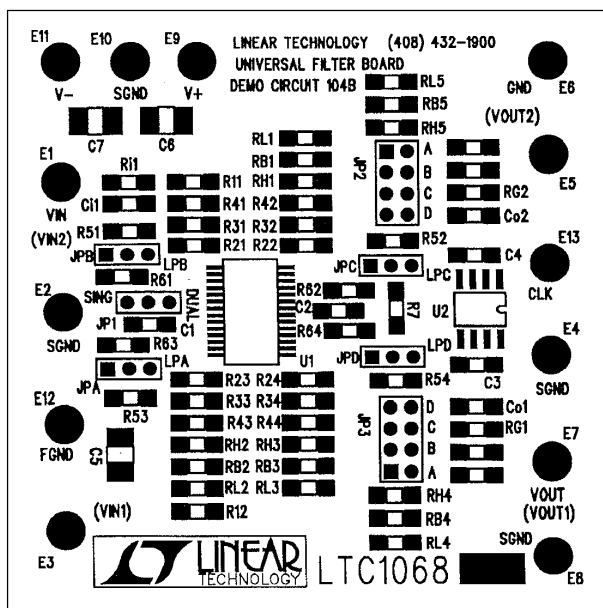 E11 E10 E9 LINEAR TECHNOLOGY (408) 432-1900
UNIVERSAL FILTER BOARD
DEMO CIRCUIT 104B
V- SGND V+
GND E6
RL5
RB5
RH5
(VOUT2)
C7 C6
RL1
RB1
RH1
JP2 A
B
C
D
E1
Ri1
Ci1
R51
VIN
(VIN2)
R11
R41 R42
R31 R32
R21 R22
RG2
Co2
E5
R52
E13
JPB LPB
R61
JPC LPC
C4
CLK
E2
SING DUAL
R62
C2
R64
R7
U2
SGND
JP1 C1
R63
E4
JPA LPA
U1
JPD LPD
R54
C3
SGND
E12
R53
FGND
C5
R23 R24
R33 R34
R43 R44
RH2 RH3
RB2 RB3
RL2 RL3
R12
JP3 D
C
B
A
Co1
RG1
E7
VOUT
(VOUT1)
RH4
RB4
RL4
(VIN1)
E3
SGND
E8
LT LINEAR
TECHNOLOGY
LTC1068